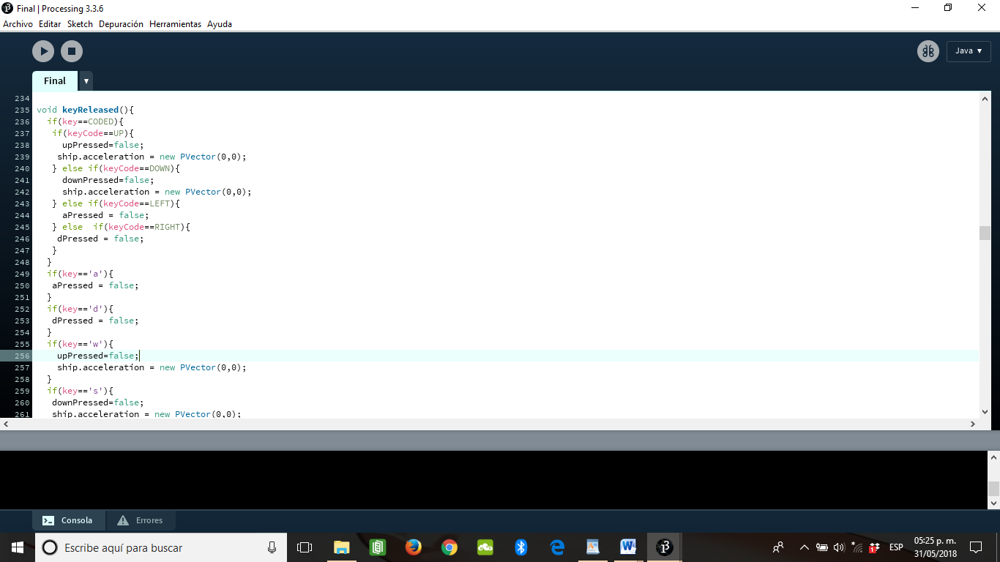 Final | Processing 3.3.6
Archivo Editar Sketch Depuración Herramientas Ayuda
Java ▾
Final ▾
234
235 void keyReleased(){
236   if(key==CODED){
237    if(keyCode==UP){
238      upPressed=false;
239     ship.acceleration = new PVector(0,0);
240    } else if(keyCode==DOWN){
241      downPressed=false;
242      ship.acceleration = new PVector(0,0);
243    } else if(keyCode==LEFT){
244      aPressed = false;
245    } else  if(keyCode==RIGHT){
246     dPressed = false;
247    }
248   }
249   if(key=='a'){
250    aPressed = false;
251   }
252   if(key=='d'){
253    dPressed = false;
254   }
255   if(key=='w'){
256     upPressed=false;
257     ship.acceleration = new PVector(0,0);
258   }
259   if(key=='s'){
260    downPressed=false;
261    ship.acceleration = new PVector(0,0);
Consola Errores
Escribe aquí para buscar
ESP
05:25 p. m.
31/05/2018